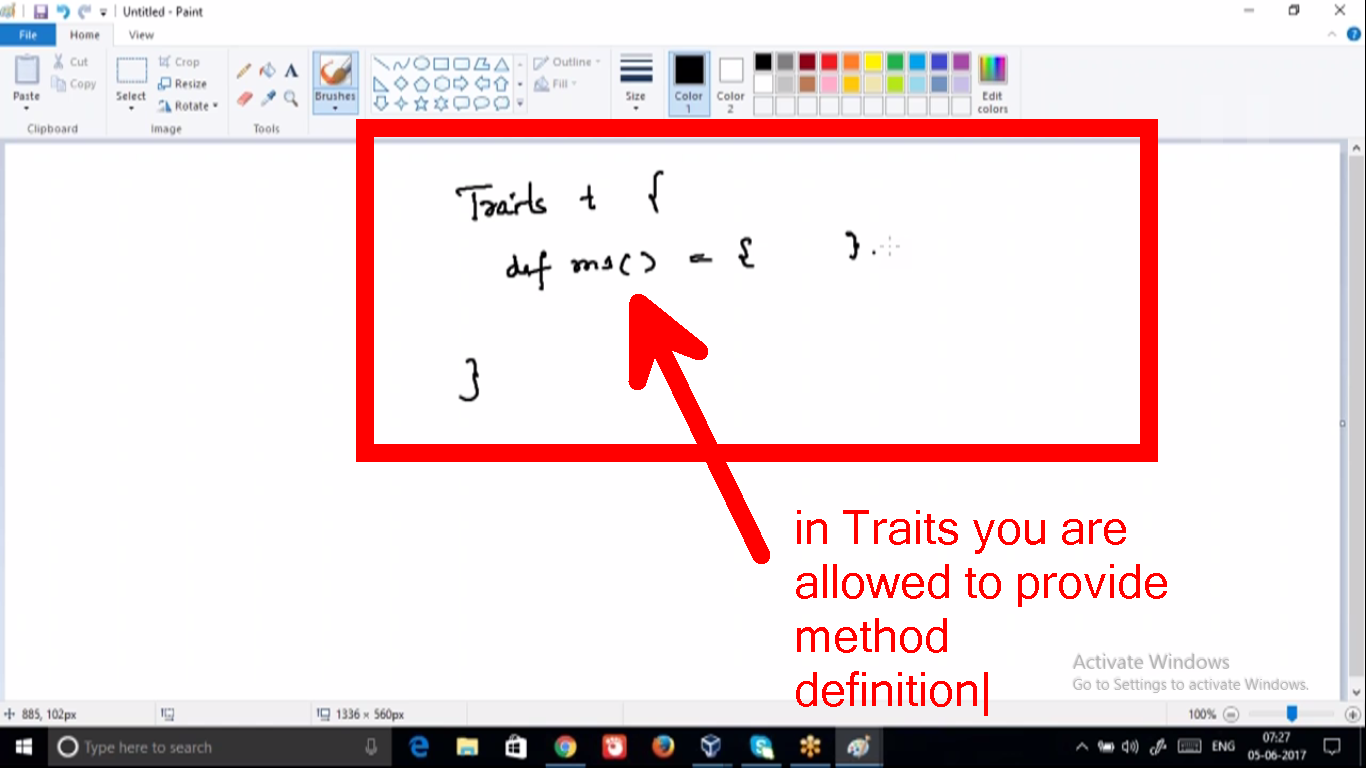 Untitled - Paint
File
Home
View
Paste
Cut
Copy
Clipboard
Select
Crop
Resize
Rotate
Image
Tools
Brushes
Outline
Fill
Size
Color
1
Color
2
Edit
colors
Traits t {
def m1() = { }.
}
in Traits you are
allowed to provide
method
definition|
Activate Windows
Go to Settings to activate Windows.
885, 102px
1336 × 560px
100%
Type here to search
ENG
07:27
05-06-2017